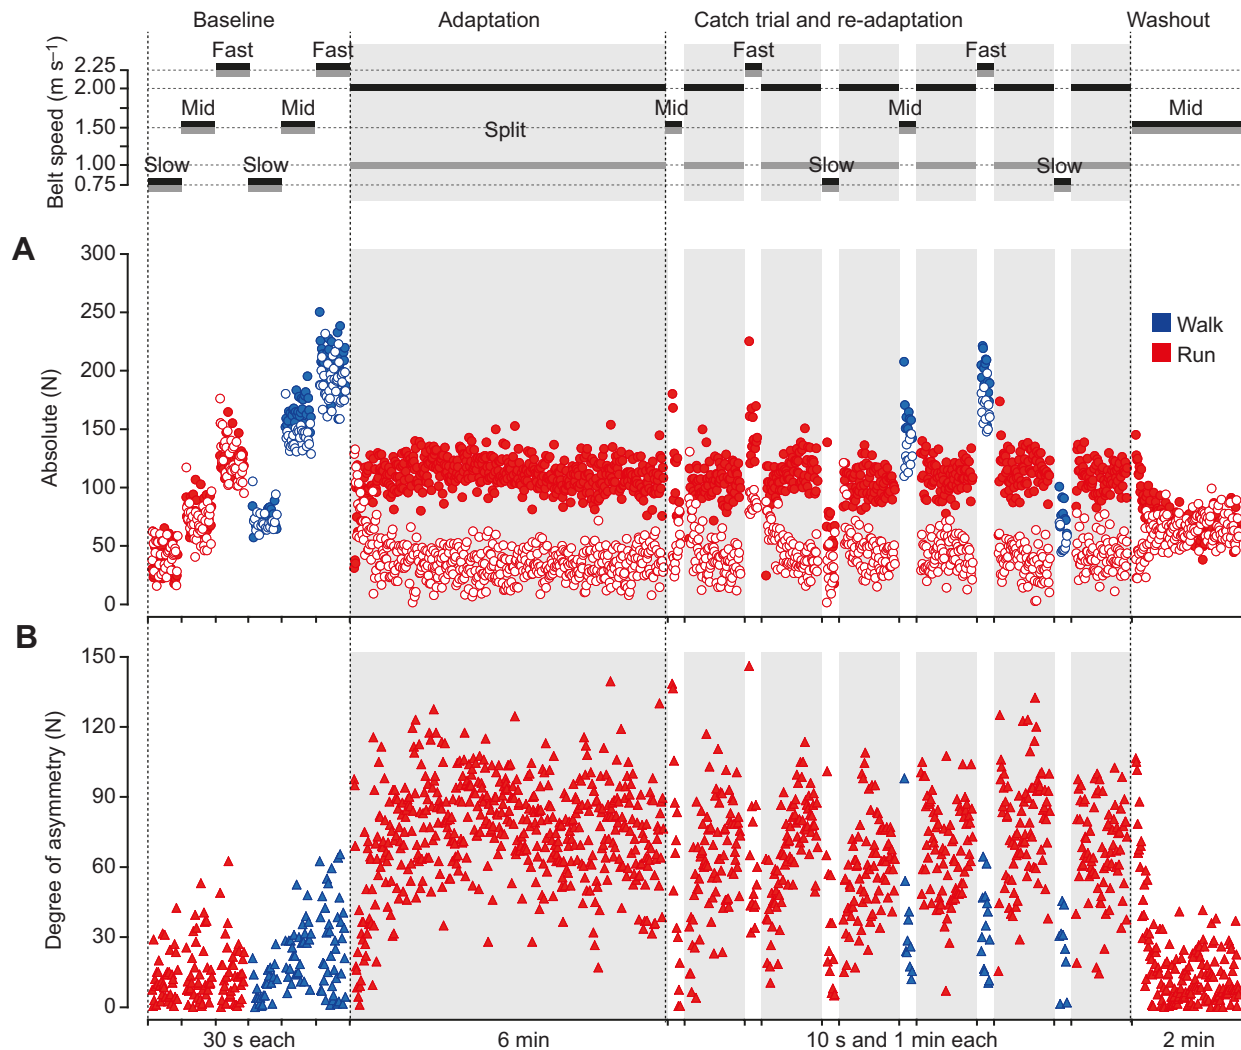 Baseline Adaptation Catch trial and re-adaptation Washout
Fast Fast Fast Fast
2.25
2.00
Mid Mid Mid Mid Mid
1.50
Split
Slow Slow Slow Slow
1.00
0.75
Belt speed (m s–1)
A
300
250
200
150
100
50
0
Absolute (N)
Walk
Run
B
150
120
90
60
30
0
Degree of asymmetry (N)
30 s each 6 min 10 s and 1 min each 2 min